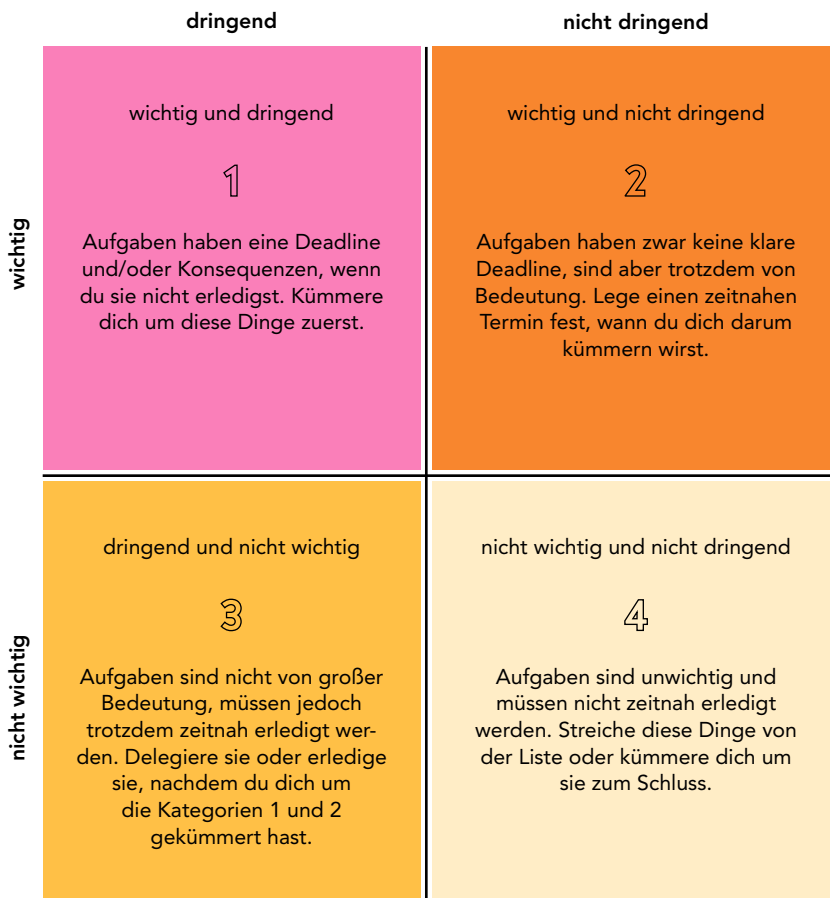 dringend
nicht dringend
wichtig
wichtig und dringend
1
Aufgaben haben eine Deadline
und/oder Konsequenzen, wenn
du sie nicht erledigst. Kümmere
dich um diese Dinge zuerst.
wichtig und nicht dringend
2
Aufgaben haben zwar keine klare
Deadline, sind aber trotzdem von
Bedeutung. Lege einen zeitnahen
Termin fest, wann du dich darum
kümmern wirst.
nicht wichtig
dringend und nicht wichtig
3
Aufgaben sind nicht von großer
Bedeutung, müssen jedoch
trotzdem zeitnah erledigt wer-
den. Delegiere sie oder erledige
sie, nachdem du dich um
die Kategorien 1 und 2
gekümmert hast.
nicht wichtig und nicht dringend
4
Aufgaben sind unwichtig und
müssen nicht zeitnah erledigt
werden. Streiche diese Dinge von
der Liste oder kümmere dich um
sie zum Schluss.